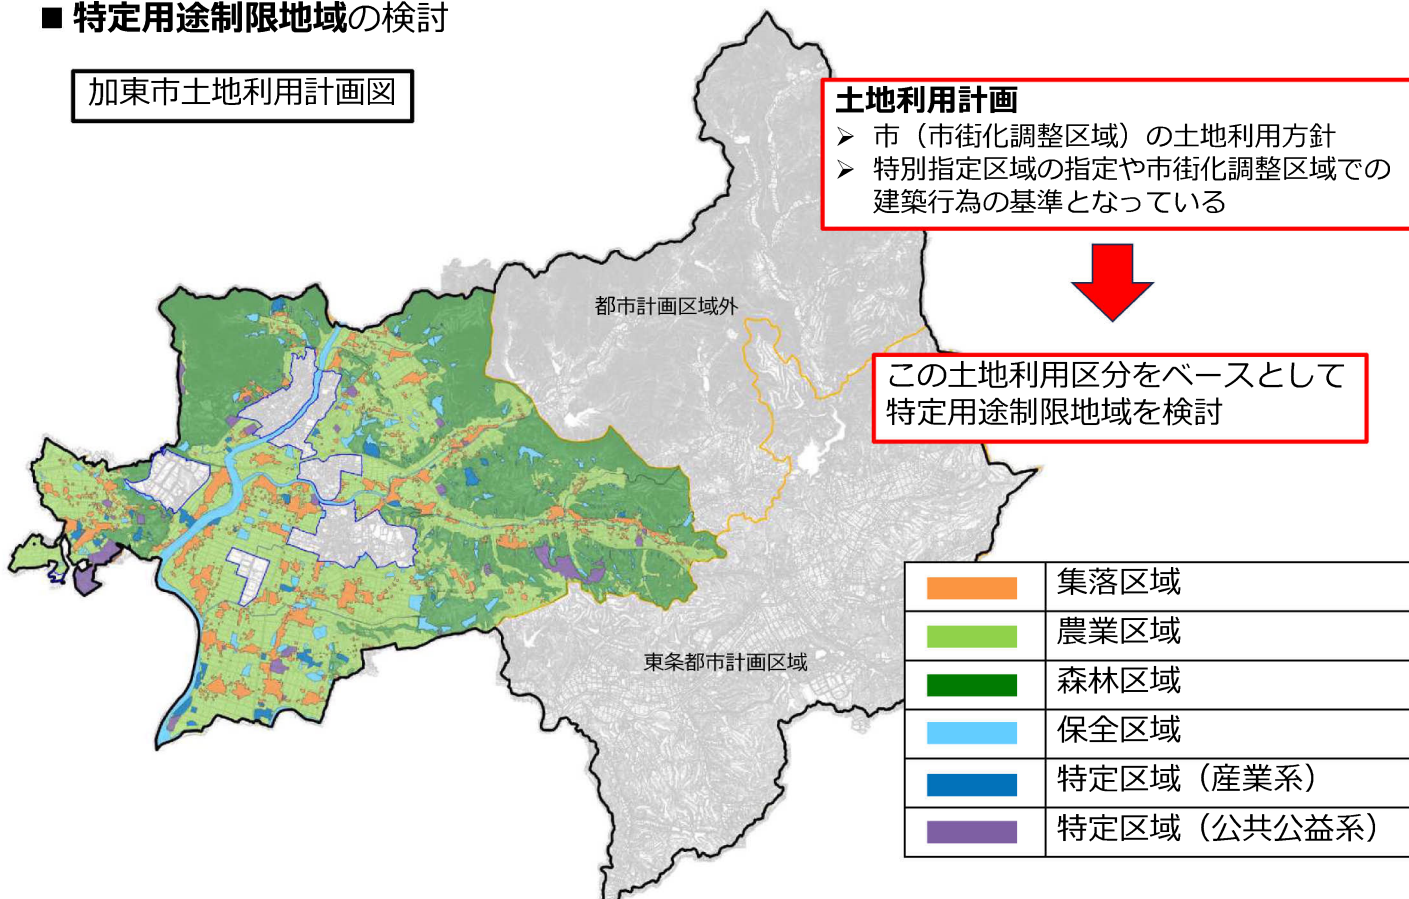 ■ 特定用途制限地域の検討
加東市土地利用計画図
土地利用計画
➢ 市（市街化調整区域）の土地利用方針
➢ 特別指定区域の指定や市街化調整区域での
建築行為の基準となっている
都市計画区域外
この土地利用区分をベースとして
特定用途制限地域を検討
東条都市計画区域
集落区域
農業区域
森林区域
保全区域
特定区域（産業系）
特定区域（公共公益系）